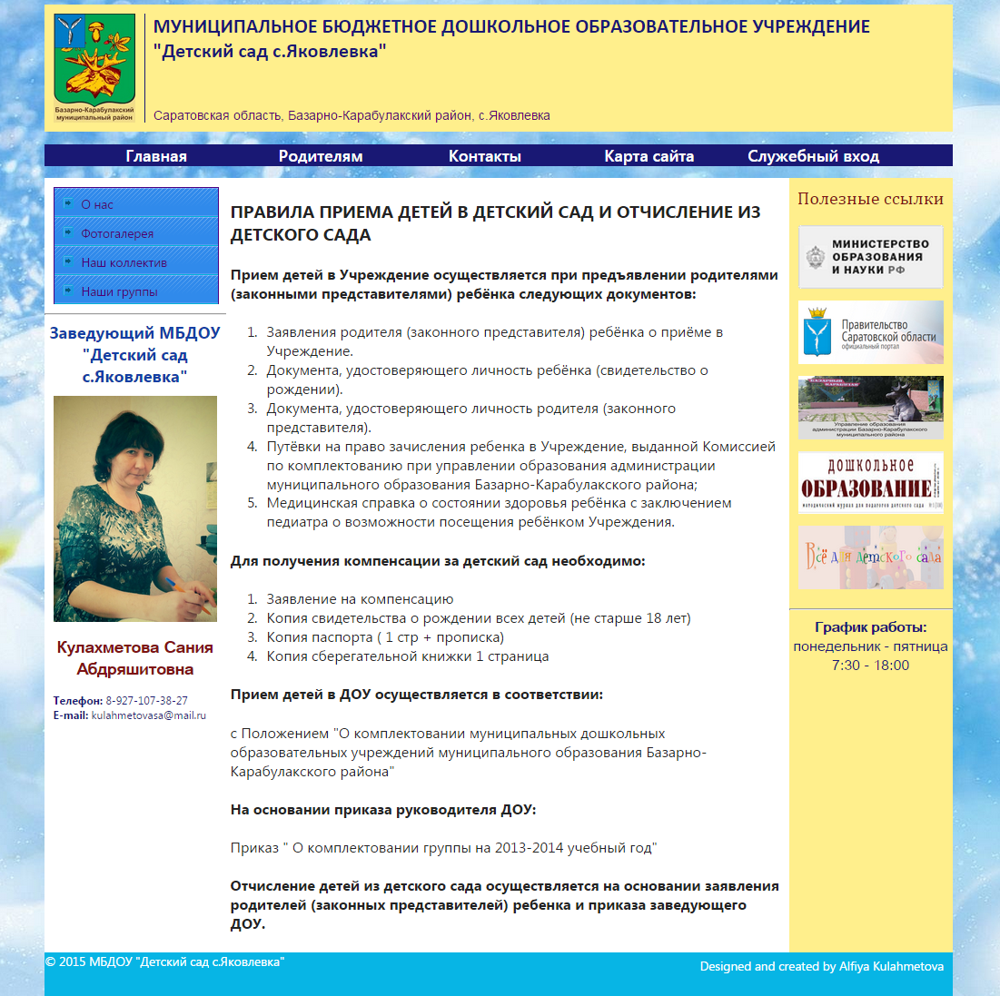 МУНИЦИПАЛЬНОЕ БЮДЖЕТНОЕ ДОШКОЛЬНОЕ ОБРАЗОВАТЕЛЬНОЕ УЧРЕЖДЕНИЕ
"Детский сад с.Яковлевка"
Базарно-Карабулакский
муниципальный район
Саратовская область, Базарно-Карабулакский район, с.Яковлевка
Главная
Родителям
Контакты
Карта сайта
Служебный вход
О нас
Фотогалерея
Наш коллектив
Наши группы
Заведующий МБДОУ
"Детский сад
с.Яковлевка"
Кулахметова Сания
Абдряшитовна
Телефон: 8-927-107-38-27
E-mail: kulahmetovasa@mail.ru
ПРАВИЛА ПРИЕМА ДЕТЕЙ В ДЕТСКИЙ САД И ОТЧИСЛЕНИЕ ИЗ
ДЕТСКОГО САДА
Прием детей в Учреждение осуществляется при предъявлении родителями
(законными представителями) ребёнка следующих документов:
1. Заявления родителя (законного представителя) ребёнка о приёме в
Учреждение.
2. Документа, удостоверяющего личность ребёнка (свидетельство о
рождении).
3. Документа, удостоверяющего личность родителя (законного
представителя).
4. Путёвки на право зачисления ребенка в Учреждение, выданной Комиссией
по комплектованию при управлении образования администрации
муниципального образования Базарно-Карабулакского района;
5. Медицинская справка о состоянии здоровья ребёнка с заключением
педиатра о возможности посещения ребёнком Учреждения.
Для получения компенсации за детский сад необходимо:
1. Заявление на компенсацию
2. Копия свидетельства о рождении всех детей (не старше 18 лет)
3. Копия паспорта ( 1 стр + прописка)
4. Копия сберегательной книжки 1 страница
Прием детей в ДОУ осуществляется в соответствии:
с Положением "О комплектовании муниципальных дошкольных
образовательных учреждений муниципального образования Базарно-
Карабулакского района"
На основании приказа руководителя ДОУ:
Приказ " О комплектовании группы на 2013-2014 учебный год"
Отчисление детей из детского сада осуществляется на основании заявления
родителей (законных представителей) ребенка и приказа заведующего
ДОУ.
Полезные ссылки
МИНИСТЕРСТВО
ОБРАЗОВАНИЯ
И НАУКИ РФ
Правительство
Саратовской области
официальный портал
БАЗАРНЫЙ
КАРАБУЛАК
Управление образования
администрации Базарно-Карабулакского
муниципального района
ДОШКОЛЬНОЕ
ОБРАЗОВАНИЕ
методический журнал для педагогов детского сада
Всё для детского сада
График работы:
понедельник - пятница
7:30 - 18:00
© 2015 МБДОУ "Детский сад с.Яковлевка"
Designed and created by Alfiya Kulahmetova